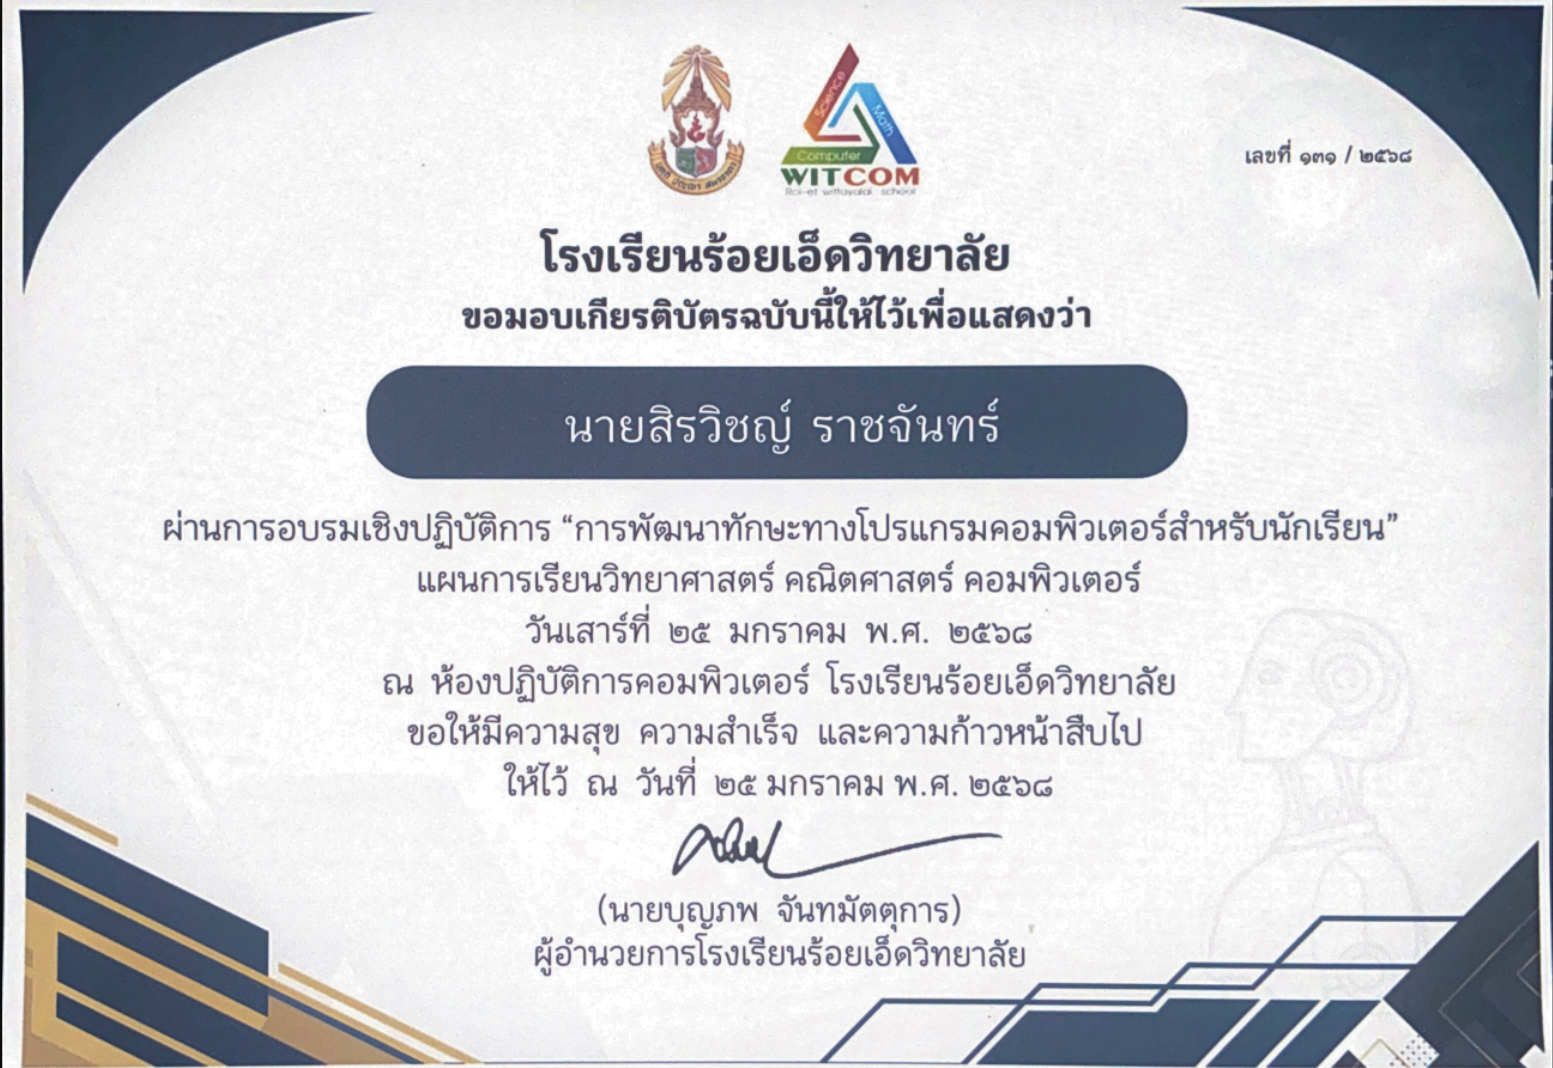 Science
Math
Computer
WITCOM
Roi-et wittayalai school
เลขที่ ๑๓๑ / ๒๕๖๘
โรงเรียนร้อยเอ็ดวิทยาลัย
ขอมอบเกียรติบัตรฉบับนี้ให้ไว้เพื่อแสดงว่า
นายสิรวิชญ์ ราชจันทร์
ผ่านการอบรมเชิงปฏิบัติการ “การพัฒนาทักษะทางโปรแกรมคอมพิวเตอร์สำหรับนักเรียน”
แผนการเรียนวิทยาศาสตร์ คณิตศาสตร์ คอมพิวเตอร์
วันเสาร์ที่ ๒๕ มกราคม พ.ศ. ๒๕๖๘
ณ ห้องปฏิบัติการคอมพิวเตอร์ โรงเรียนร้อยเอ็ดวิทยาลัย
ขอให้มีความสุข ความสำเร็จ และความก้าวหน้าสืบไป
ให้ไว้ ณ วันที่ ๒๕ มกราคม พ.ศ. ๒๕๖๘
(นายบุญภพ จันทมัตตุการ)
ผู้อำนวยการโรงเรียนร้อยเอ็ดวิทยาลัย